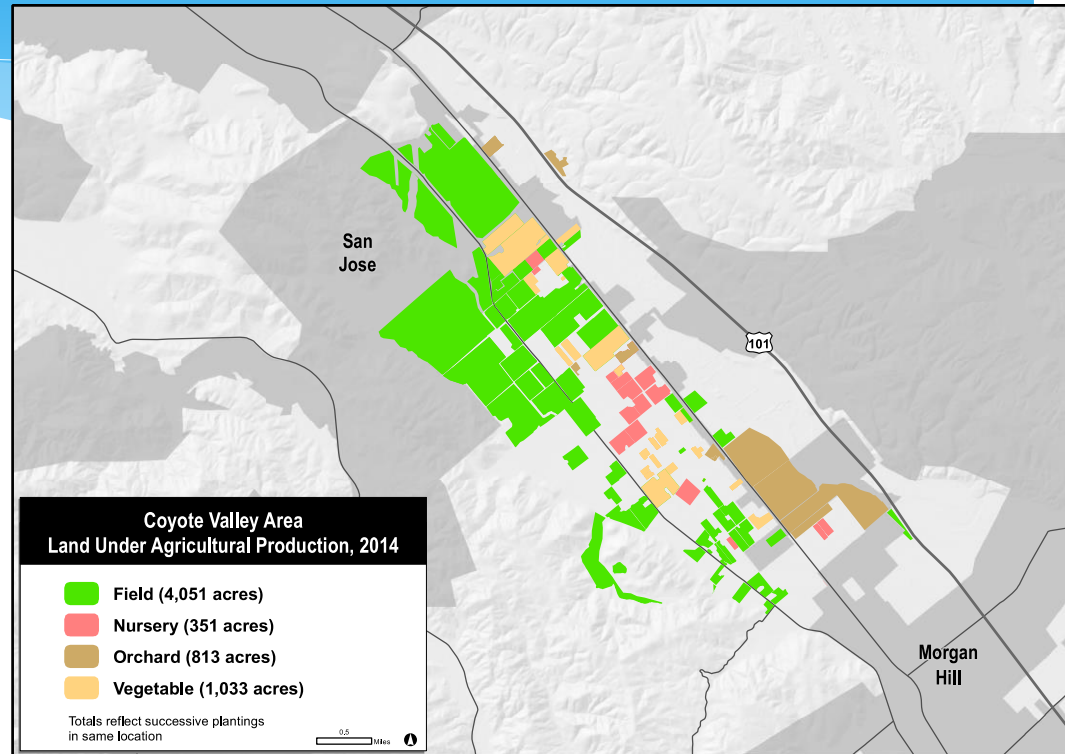 San
Jose
101
Morgan
Hill
Coyote Valley Area
Land Under Agricultural Production, 2014
Field (4,051 acres)
Nursery (351 acres)
Orchard (813 acres)
Vegetable (1,033 acres)
Totals reflect successive plantings
in same location
0.5
Miles